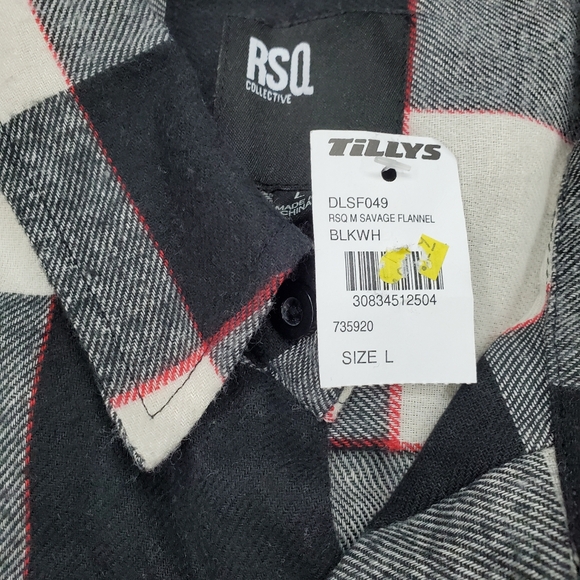 RSQ
COLLECTIVE
L
MADE IN
CHINA
TiLLYS
DLSF049
RSQ M SAVAGE FLANNEL
BLKWH
30834512504
735920
SIZE L